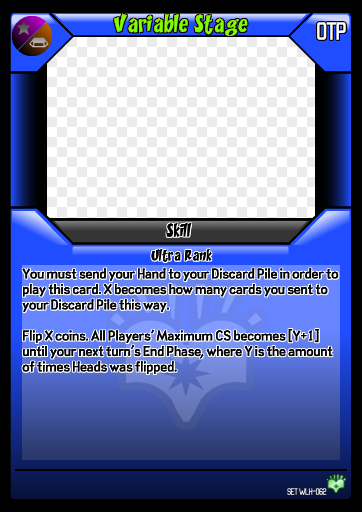 Variable Stage
OTP
Skill
Ultra Rank
You must send your Hand to your Discard Pile in order to
play this card. X becomes how many cards you sent to
your Discard Pile this way.
Flip X coins. All Players' Maximum CS becomes [Y+1]
until your next turn's End Phase, where Y is the amount
of times Heads was flipped.
SET WLH-062